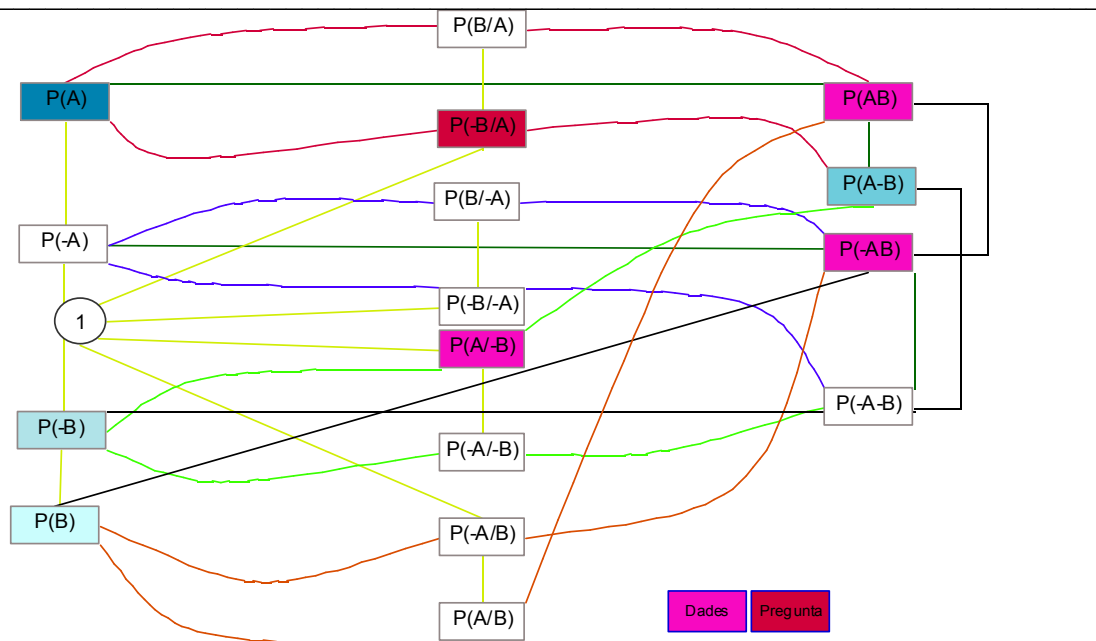 P(B/A)
P(A)
P(AB)
P(-B/A)
P(A-B)
P(B/-A)
P(-A)
P(-AB)
P(-B/-A)
1
P(A/-B)
P(-A-B)
P(-B)
P(-A/-B)
P(B)
P(-A/B)
P(A/B)
Dades
Pregunta